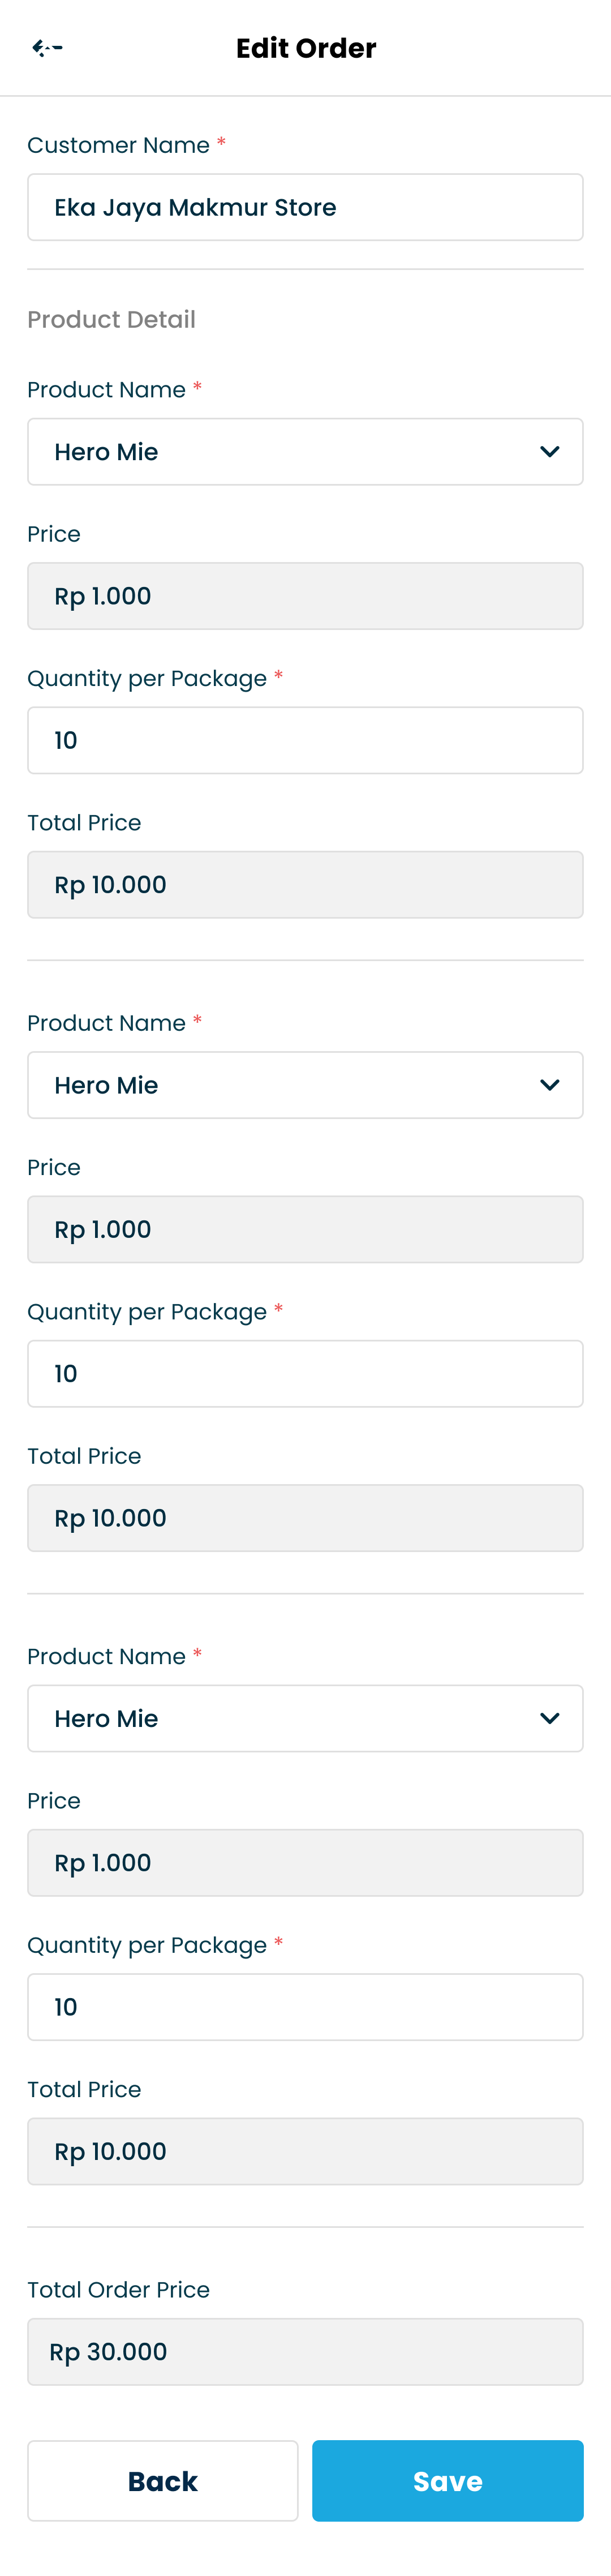 Edit Order
Customer Name *
Eka Jaya Makmur Store
Product Detail
Product Name *
Hero Mie
Price
Rp 1.000
Quantity per Package *
10
Total Price
Rp 10.000
Product Name *
Hero Mie
Price
Rp 1.000
Quantity per Package *
10
Total Price
Rp 10.000
Product Name *
Hero Mie
Price
Rp 1.000
Quantity per Package *
10
Total Price
Rp 10.000
Total Order Price
Rp 30.000
Back Save